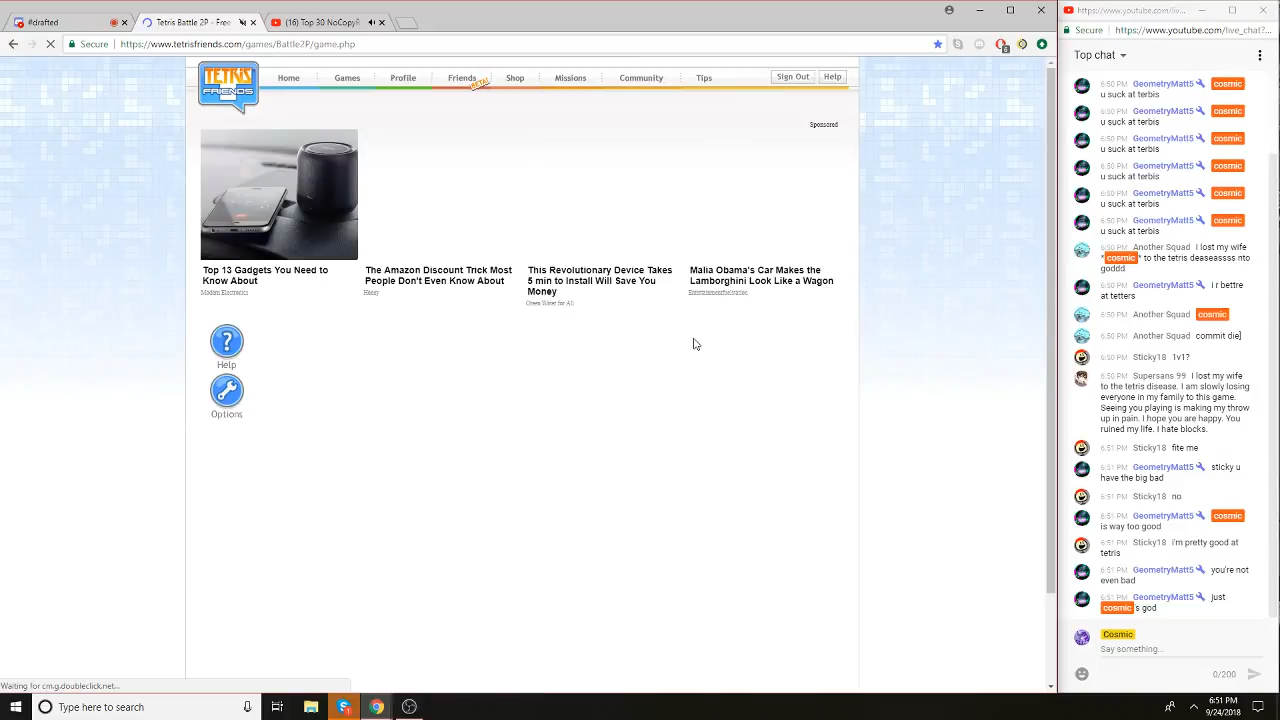 #drafted
Tetris Battle 2P - Free
(16) Top 30 NoCopyR
https://www.youtube.com/liv...
Secure
https://www.tetrisfriends.com/games/Battle2P/game.php
Secure
https://www.youtube.com/live_chat?
TETRIS
FRIENDS
Home
Games
Profile
Friends
BETA!
Shop
Missions
Community
Tips
Sign Out
Help
Sponsored
Top 13 Gadgets You Need to
Know About
Modern Electronics
The Amazon Discount Trick Most
People Don't Even Know About
Honey
This Revolutionary Device Takes
5 min to Install Will Save You
Money
Green Water for All
Malia Obama's Car Makes the
Lamborghini Look Like a Wagon
Help
Options
Waiting for cm.g.doubleclick.net...
Top chat
6:50 PM GeometryMatt5 cosmic
u suck at terbis
6:50 PM GeometryMatt5 cosmic
u suck at terbis
6:50 PM GeometryMatt5 cosmic
u suck at terbis
6:50 PM GeometryMatt5 cosmic
u suck at terbis
6:50 PM GeometryMatt5 cosmic
u suck at terbis
6:50 PM GeometryMatt5 cosmic
u suck at terbis
6:50 PM Another Squad I lost my wife
*cosmic* to the tetris deaseassss nto
goddd
6:50 PM GeometryMatt5 i r bettre
at tetters
6:50 PM Another Squad cosmic
6:50 PM Another Squad commit die]
6:50 PM Sticky18 1v1?
6:50 PM Supersans 99 I lost my wife
to the tetris disease. I am slowly losing
everyone in my family to this game.
Seeing you playing is making my throw
up in pain. I hope you are happy. You
ruined my life. I hate blocks.
6:51 PM Sticky18 fite me
6:51 PM GeometryMatt5 sticky u
have the big bad
6:51 PM Sticky18 no
6:51 PM GeometryMatt5 cosmic
is way too good
6:51 PM Sticky18 i'm pretty good at
tetris
6:51 PM GeometryMatt5 you're not
even bad
6:51 PM GeometryMatt5 just
cosmic 's god
Cosmic
Say something...
0/200
Type here to search
6:51 PM
9/24/2018